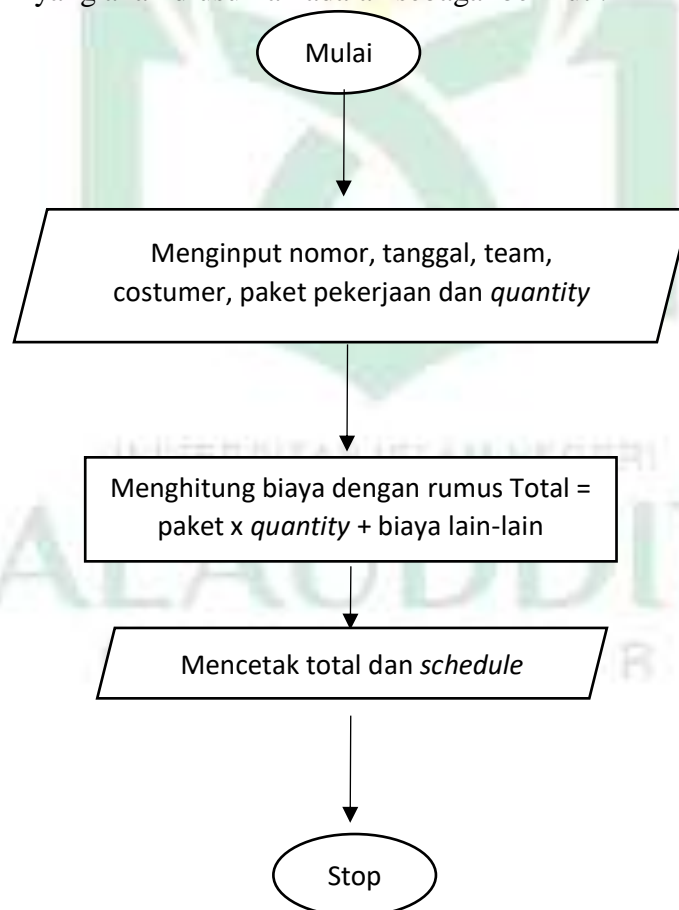 Mulai
Menginput nomor, tanggal, team,
costumer, paket pekerjaan dan quantity
Menghitung biaya dengan rumus Total =
paket x quantity + biaya lain-lain
ALAUDDI
Mencetak total dan schedule
Stop